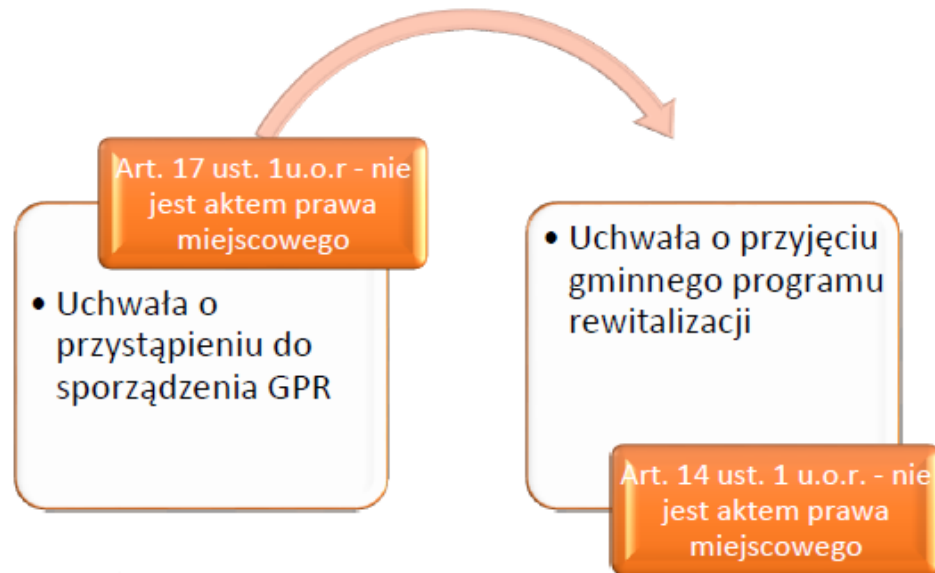 Art. 17 ust. 1u.o.r - nie
jest aktem prawa
miejscowego
• Uchwała o
przystąpieniu do
sporządzenia GPR
• Uchwała o przyjęciu
gminnego programu
rewitalizacji
Art. 14 ust. 1 u.o.r. - nie
jest aktem prawa
miejscowego